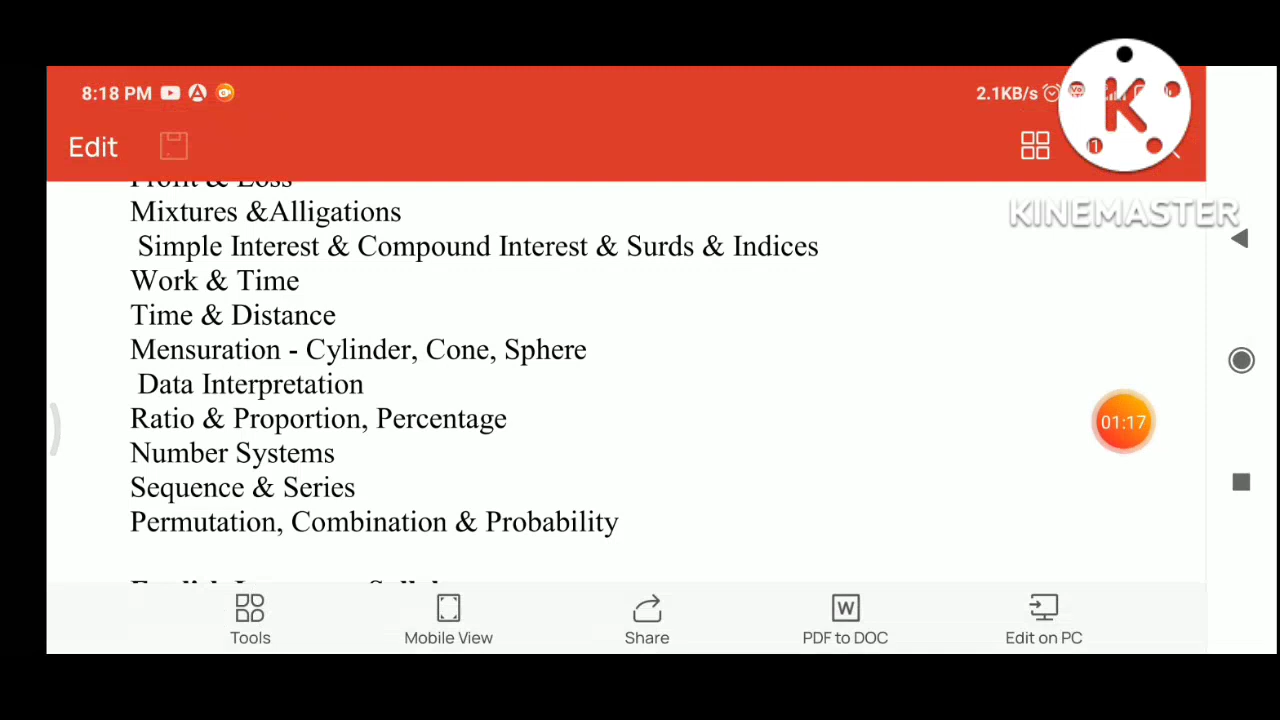 8:18 PM
2.1KB/s
Edit
K
KINEMASTER
Profit & Loss
Mixtures &Alligations
Simple Interest & Compound Interest & Surds & Indices
Work & Time
Time & Distance
Mensuration - Cylinder, Cone, Sphere
Data Interpretation
Ratio & Proportion, Percentage
01:17
Number Systems
Sequence & Series
Permutation, Combination & Probability
Tools
Mobile View
W
Share
PDF to DOC
Edit on PC